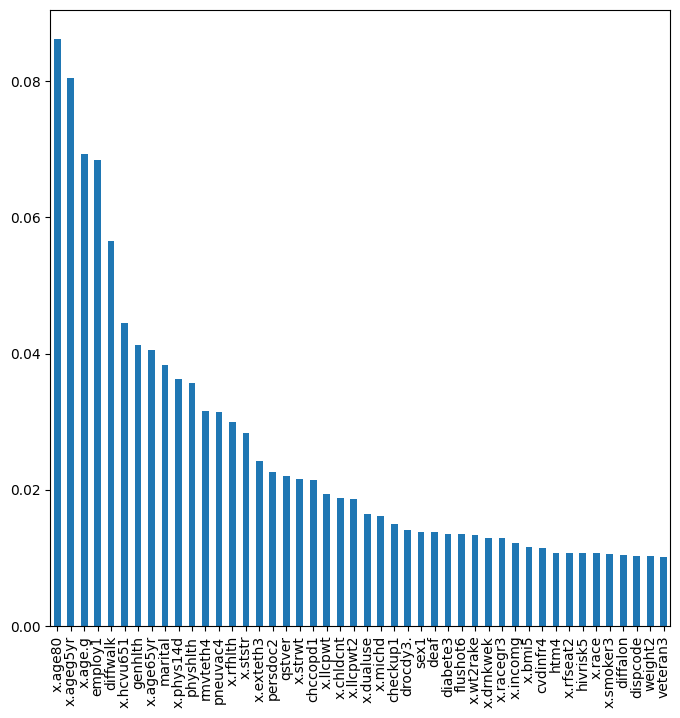 0.08
0.06
0.04
0.02
0.00
x.age80
x.ageg5yr
x.age.g
employ1
diffwalk
x.hcvu651
genhlth
x.age65yr
marital
x.phys14d
physhlth
rmvteth4
pneuvac4
x.rfhlth
x.ststr
x.exteth3
persdoc2
qstver
x.strwt
chccopd1
x.llcpwt
x.chldcnt
x.llcpwt2
x.dualuse
x.michd
checkup1
drocdy3.
sex1
deaf
diabete3
flushot6
x.wt2rake
x.drnkwek
x.racegr3
x.incomg
x.bmi5
cvdinfr4
htm4
x.rfseat2
hivrisk5
x.race
x.smoker3
diffalon
dispcode
weight2
veteran3